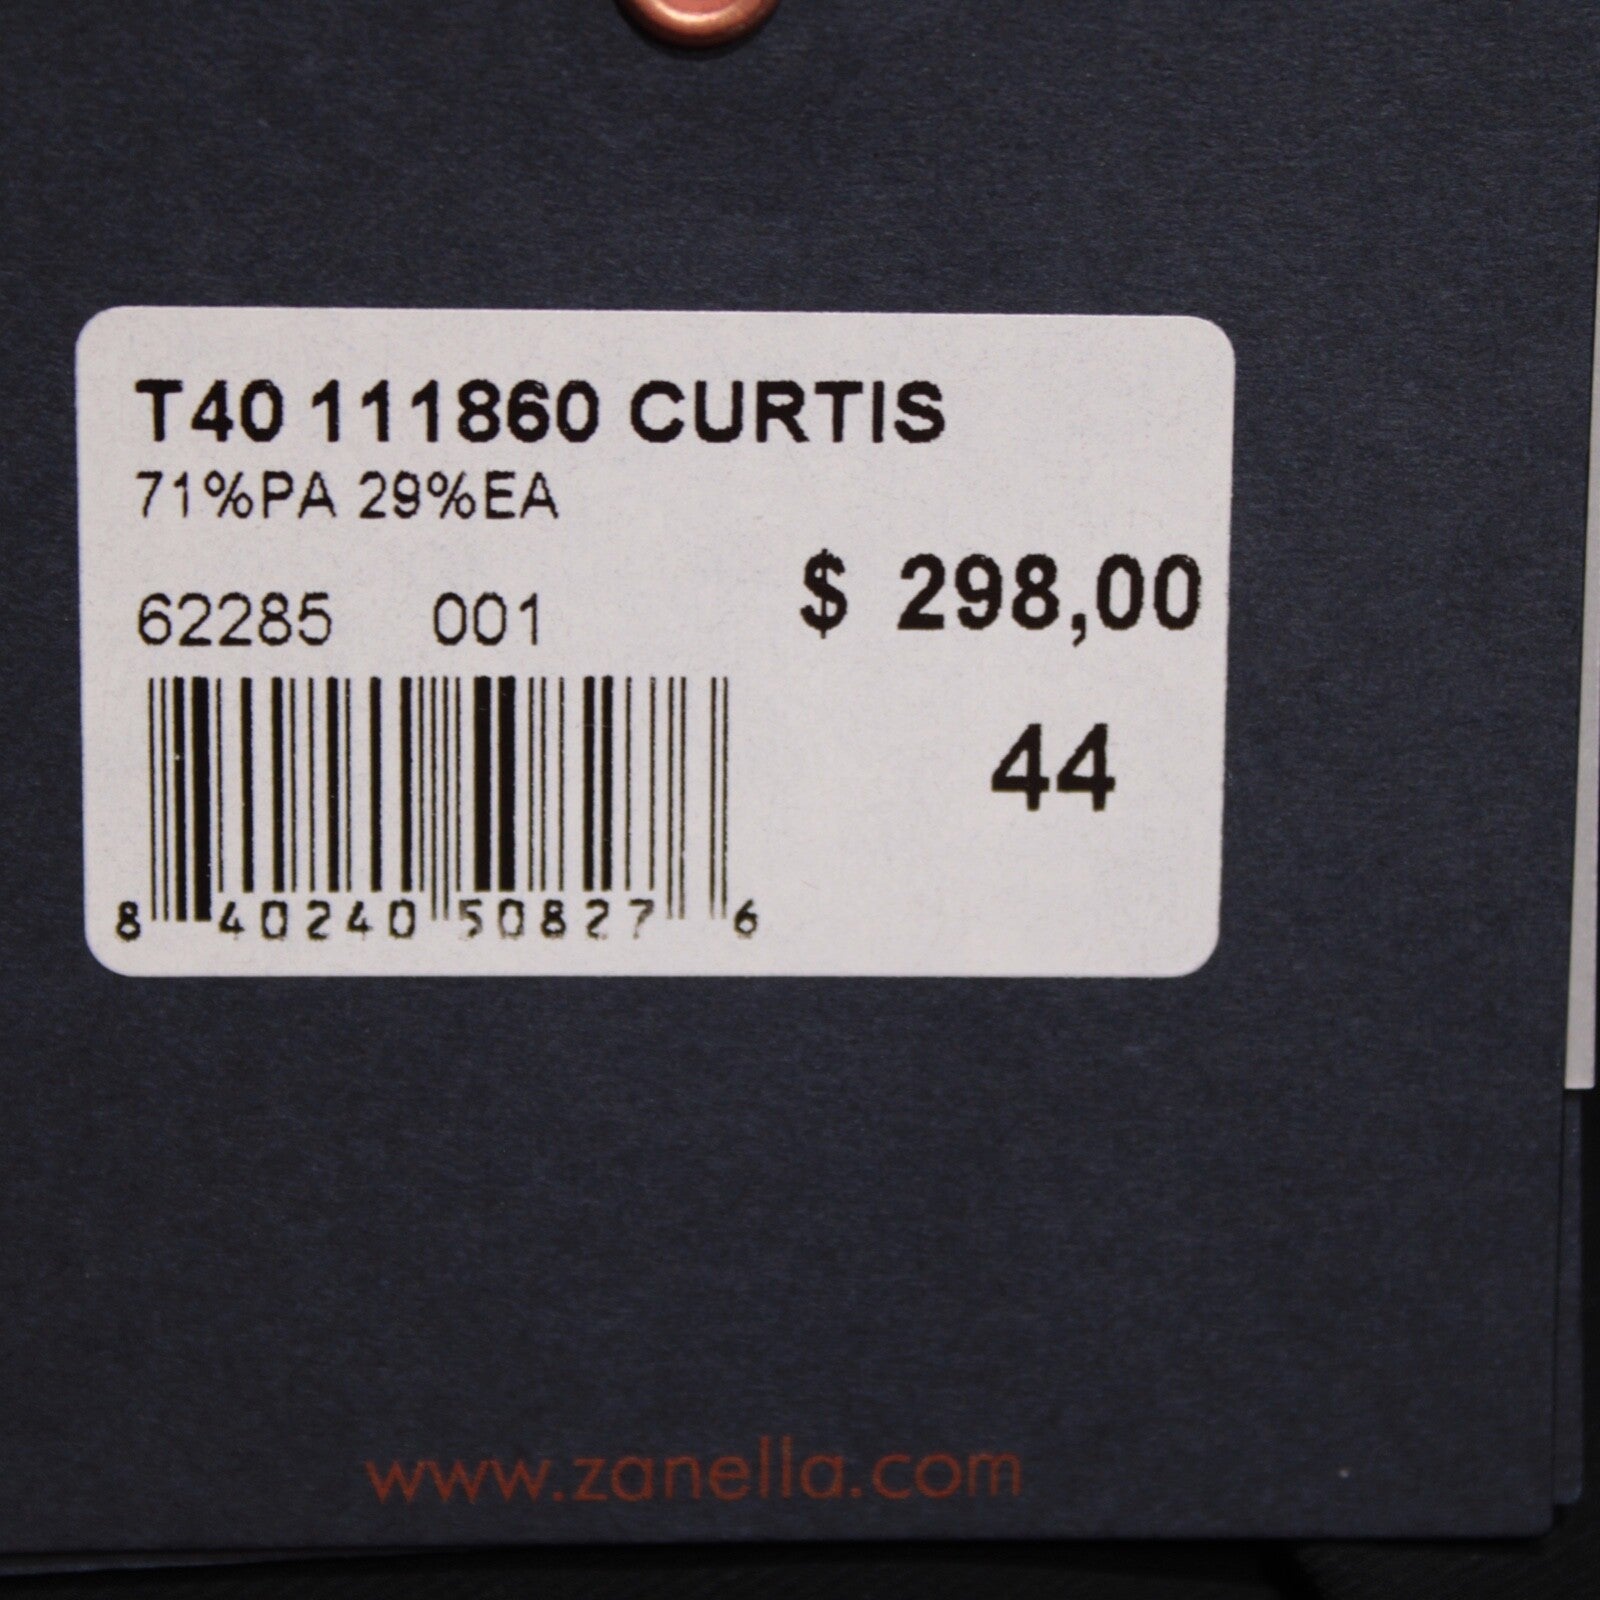 T40 111860 CURTIS
71%PA 29%EA
62285 001
$ 298,00
44
8 40240 50827 6
www.zanella.com